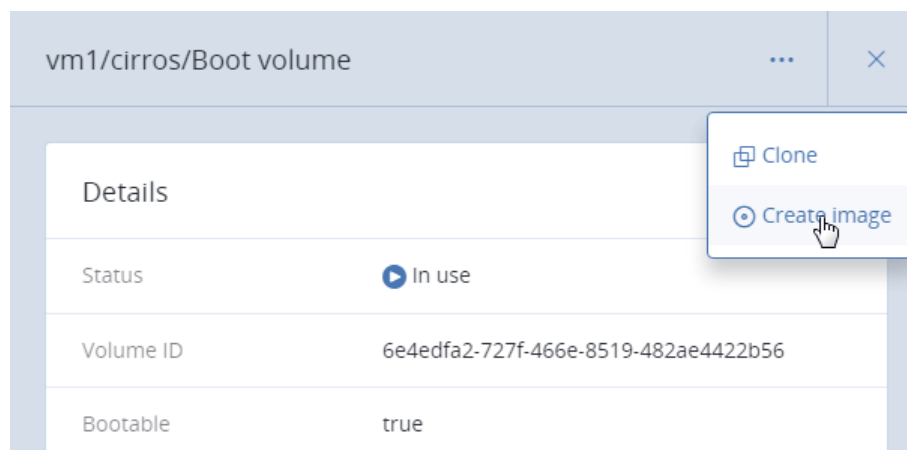 vm1/cirros/Boot volume
Clone
Create image
Details
Status In use
Volume ID 6e4edfa2-727f-466e-8519-482ae4422b56
Bootable true